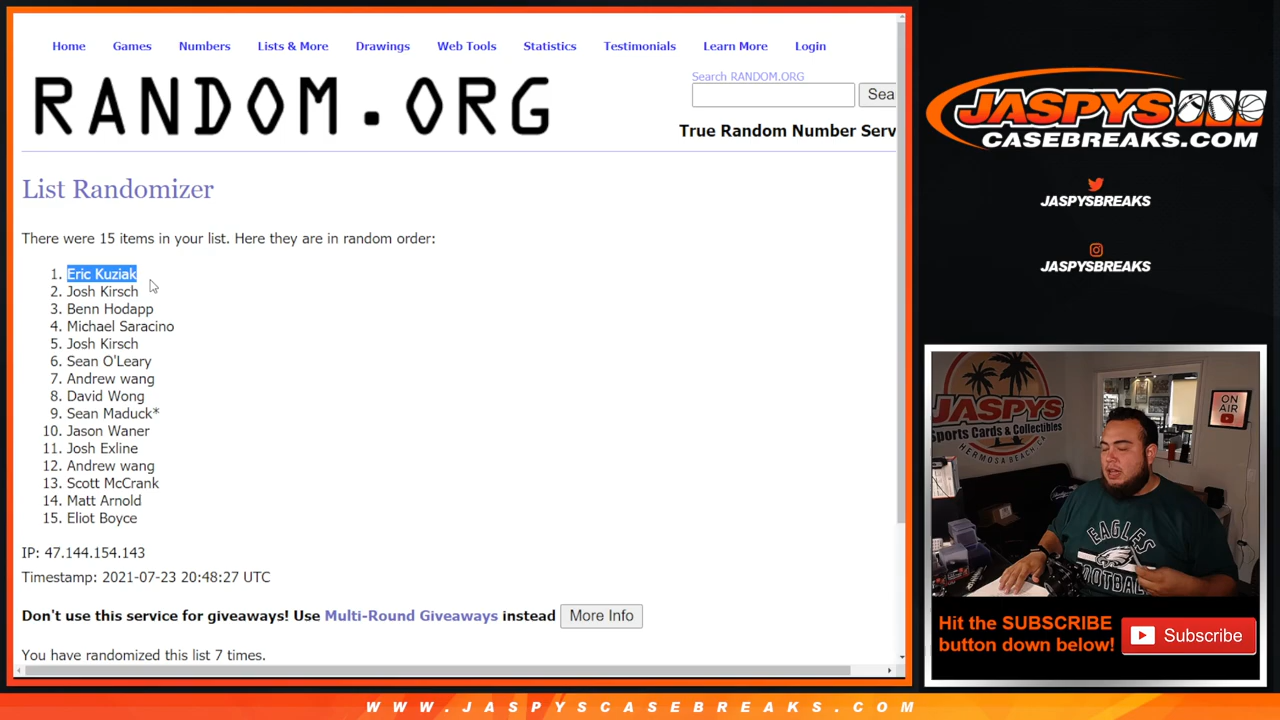 Home Games Numbers Lists & More Drawings Web Tools Statistics Testimonials Learn More Login
RANDOM.ORG
Search RANDOM.ORG
Sea
True Random Number Serv
List Randomizer
There were 15 items in your list. Here they are in random order:
1. Eric Kuziak
2. Josh Kirsch
3. Benn Hodapp
4. Michael Saracino
5. Josh Kirsch
6. Sean O'Leary
7. Andrew wang
8. David Wong
9. Sean Maduck*
10. Jason Waner
11. Josh Exline
12. Andrew wang
13. Scott McCrank
14. Matt Arnold
15. Eliot Boyce
IP: 47.144.154.143
Timestamp: 2021-07-23 20:48:27 UTC
Don't use this service for giveaways! Use Multi-Round Giveaways instead More Info
You have randomized this list 7 times.
JASPYS
CASEBREAKS.COM
JASPYSBREAKS
JASPYSBREAKS
JASPYS
Sports Cards & Collectibles
HERMOSA BEACH CA
ON
AIR
EAGLES
FOOTBALL
Hit the SUBSCRIBE
button down below!
Subscribe
WWW.JASPYSCASEBREAKS.COM